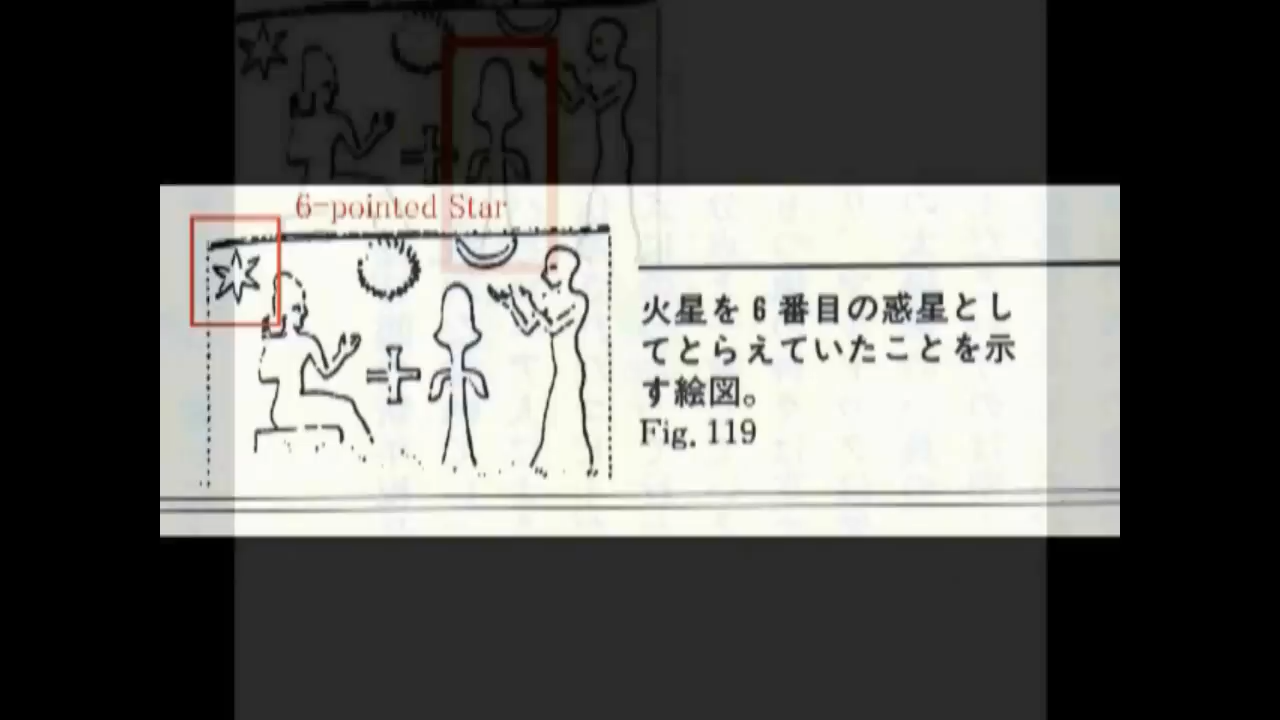 6-pointed Star
火星を6番目の惑星とし
てとらえていたことを示
す絵図。
Fig. 119